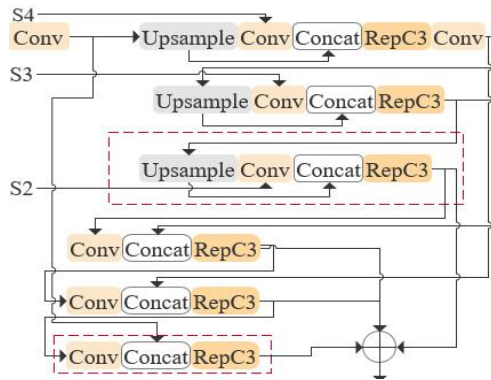 S4
Conv Upsample Conv Concat RepC3 Conv
S3
Upsample Conv Concat RepC3
Upsample Conv Concat RepC3
S2
Conv Concat RepC3
Conv Concat RepC3
Conv Concat RepC3